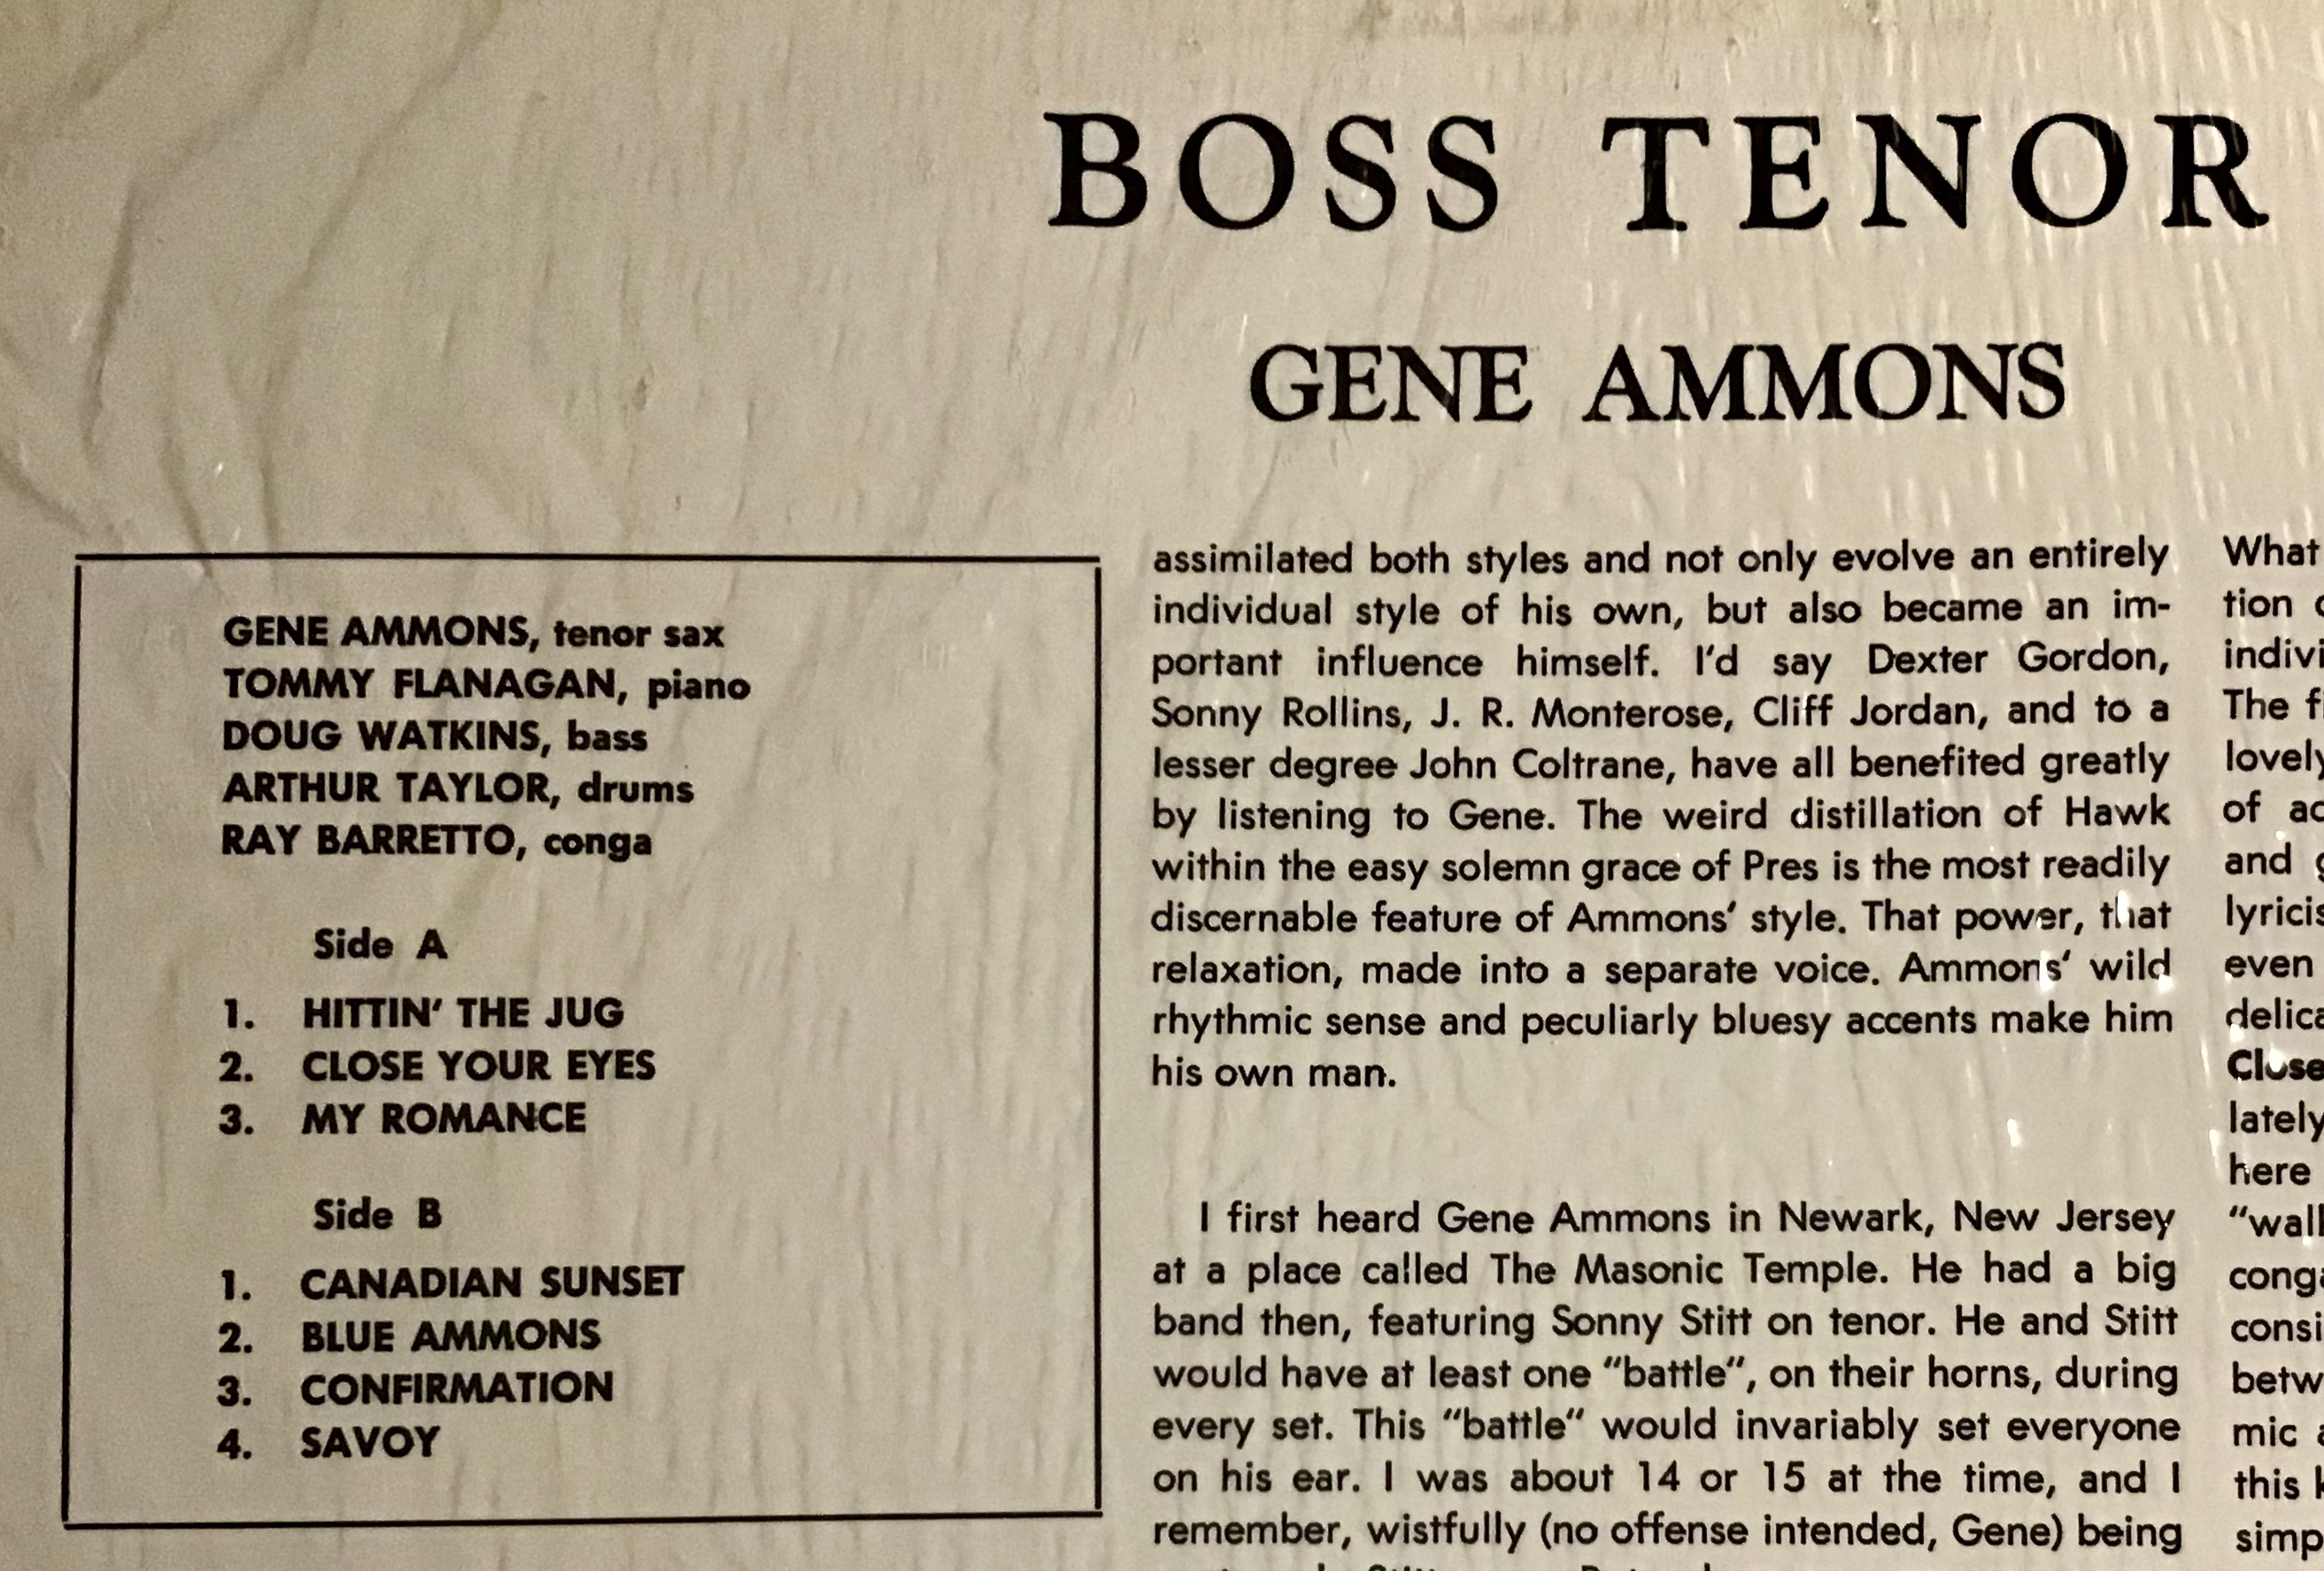 BOSS TENOR
GENE AMMONS
GENE AMMONS, tenor sax
TOMMY FLANAGAN, piano
DOUG WATKINS, bass
ARTHUR TAYLOR, drums
RAY BARRETTO, conga
Side A
1. HITTIN' THE JUG
2. CLOSE YOUR EYES
3. MY ROMANCE
Side B
1. CANADIAN SUNSET
2. BLUE AMMONS
3. CONFIRMATION
4. SAVOY
assimilated both styles and not only evolve an entirely
individual style of his own, but also became an im-
portant influence himself. I'd say Dexter Gordon,
Sonny Rollins, J. R. Monterose, Cliff Jordan, and to a
lesser degree John Coltrane, have all benefited greatly
by listening to Gene. The weird distillation of Hawk
within the easy solemn grace of Pres is the most readily
discernable feature of Ammons' style. That power, that
relaxation, made into a separate voice. Ammons' wild
rhythmic sense and peculiarly bluesy accents make him
his own man.
I first heard Gene Ammons in Newark, New Jersey
at a place called The Masonic Temple. He had a big
band then, featuring Sonny Stitt on tenor. He and Stitt
would have at least one "battle", on their horns, during
every set. This "battle" would invariably set everyone
on his ear. I was about 14 or 15 at the time, and I
remember, wistfully (no offense intended, Gene) being
What
tion
indivi
The
lovely
of
and
lyricis
even
delica
Close
lately
here
"wall
conga
consi
betw
mic
this
simp